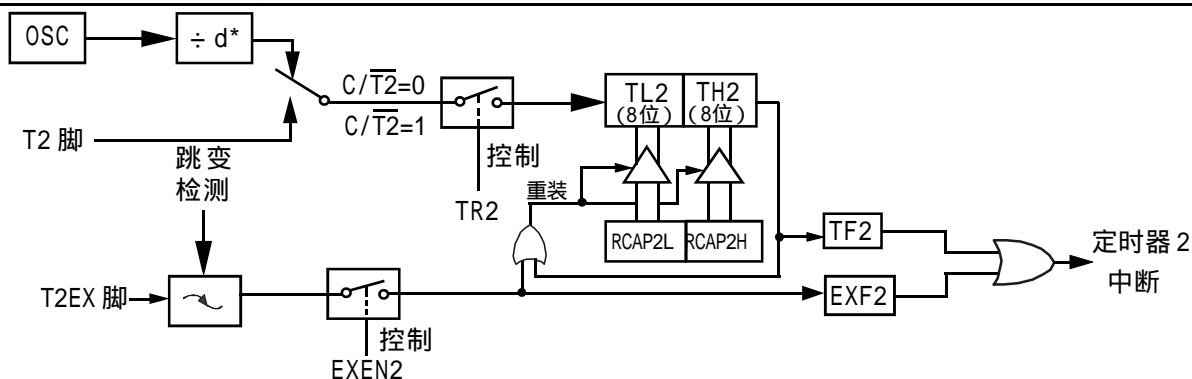 OSC
÷ d*
C/T2̅=0
C/T2̅=1
T2 脚
TL2
(8位)
TH2
(8位)
控制
TR2
跳变
检测
重装
RCAP2L
RCAP2H
TF2
定时器 2
中断
T2EX 脚
EXF2
控制
EXEN2